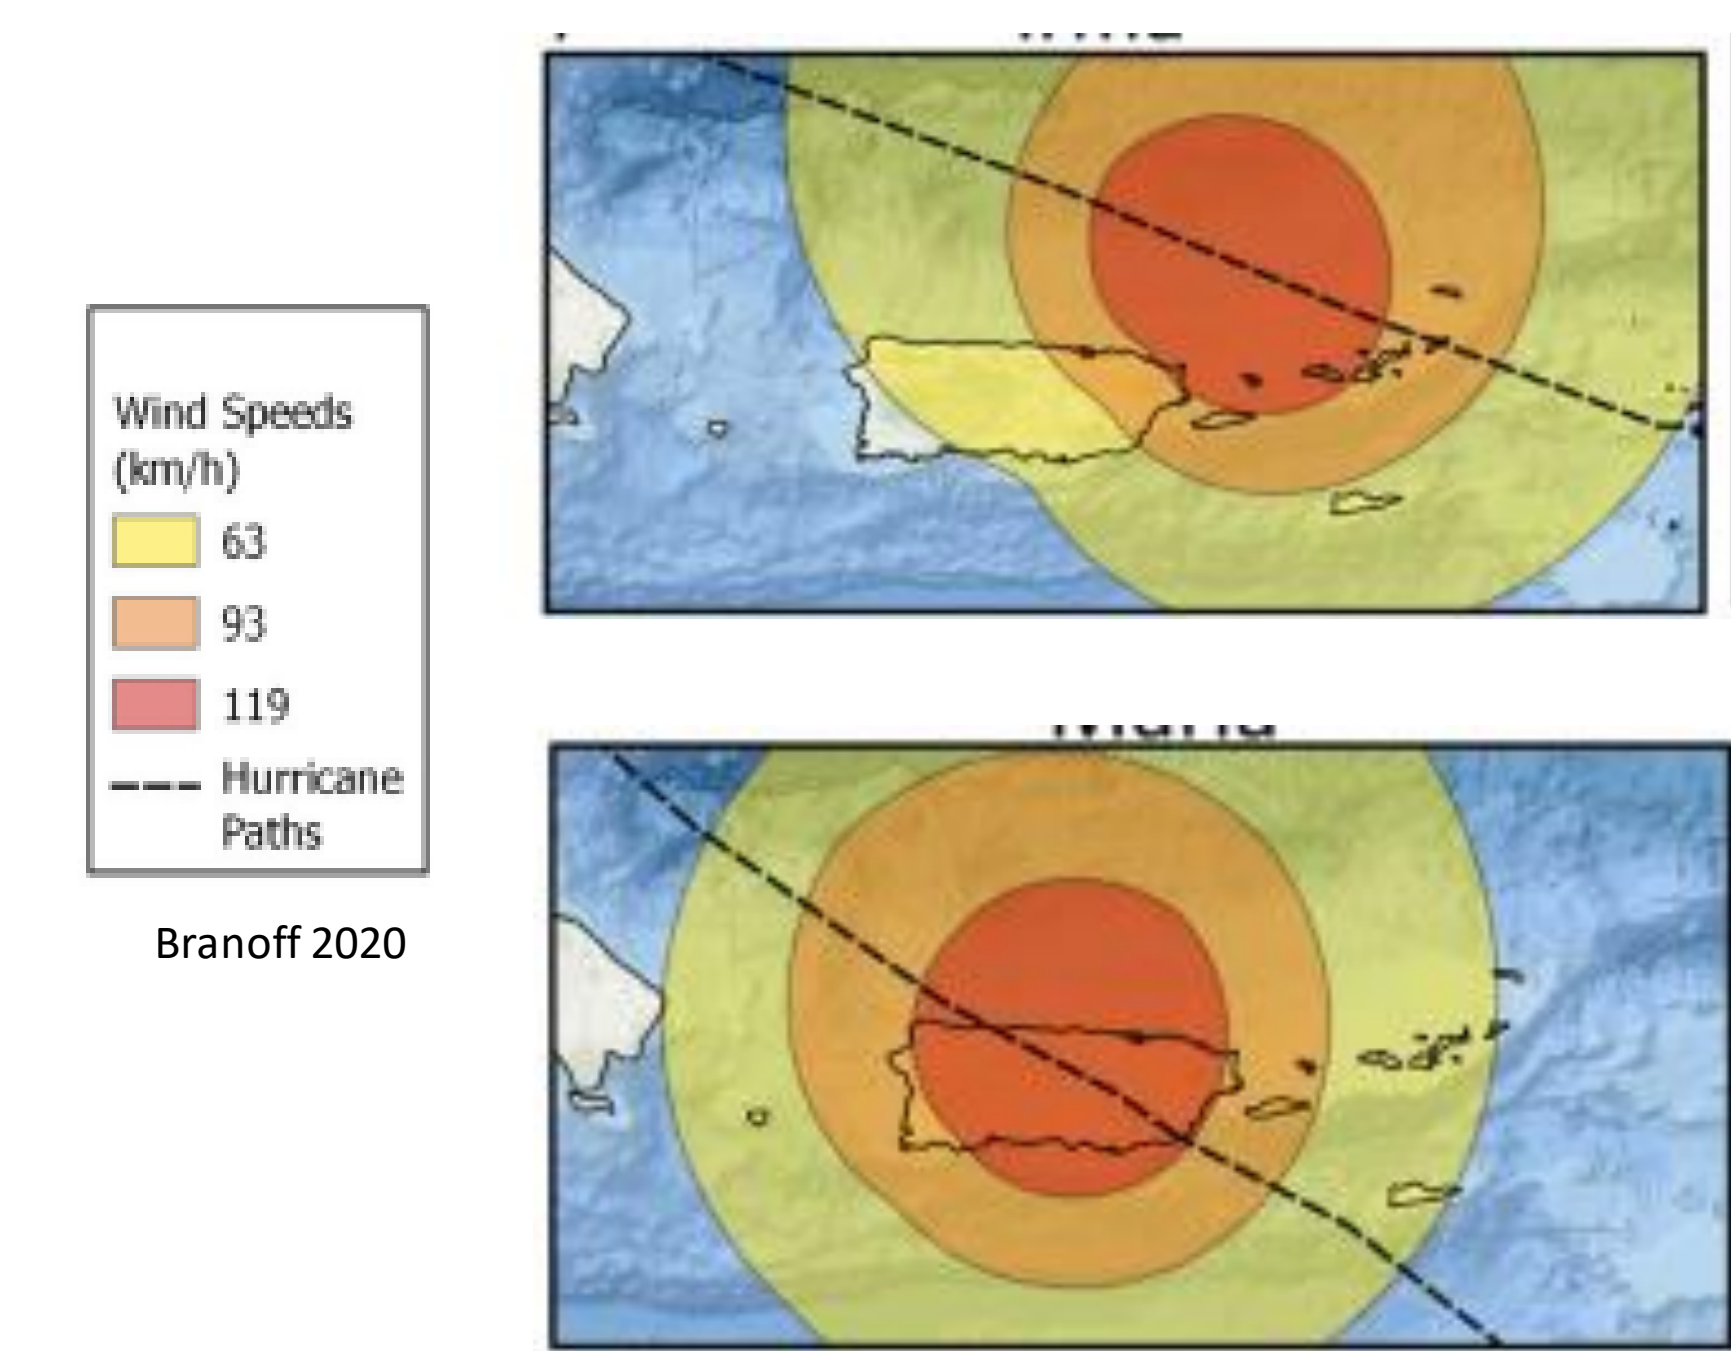 Wind Speeds
(km/h)
63
93
119
Hurricane
Paths
Branoff 2020